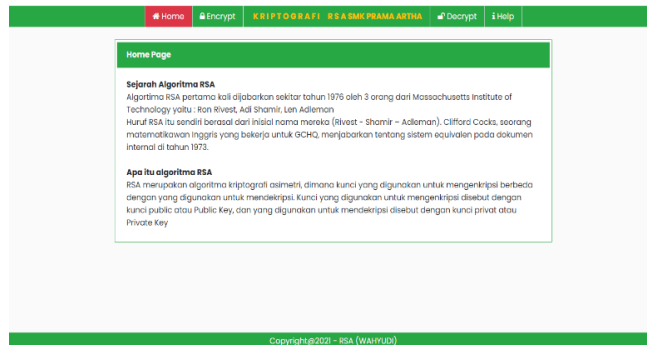 Home Encrypt KRIPTOGRAFI RSA SMK PRAMA ARTHA Decrypt Help
Home Page
Sejarah Algoritma RSA
Algortima RSA pertama kali dijabarkan sekitar tahun 1976 oleh 3 orang dari Massachusetts Institute of
Technology yaitu : Ron Rivest, Adi Shamir, Len Adleman
Huruf RSA itu sendiri berasal dari inisial nama mereka (Rivest - Shamir – Adleman). Clifford Cocks, seorang
matematikawan Inggris yang bekerja untuk GCHQ, menjabarkan tentang sistem equivalen pada dokumen
internal di tahun 1973.
Apa itu algoritma RSA
RSA merupakan algoritma kriptografi asimetri, dimana kunci yang digunakan untuk mengenkripsi berbeda
dengan yang digunakan untuk mendekripsi. Kunci yang digunakan untuk mengenkripsi disebut dengan
kunci public atau Public Key, dan yang digunakan untuk mendekripsi disebut dengan kunci privat atau
Private Key
Copyright@2021 - RSA (WAHYUDI)